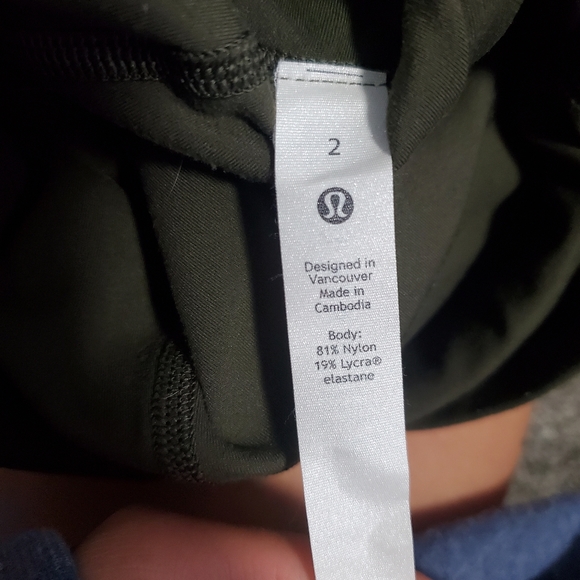 2
Designed in
Vancouver
Made in
Cambodia
Body:
81% Nylon
19% Lycra®
elastane